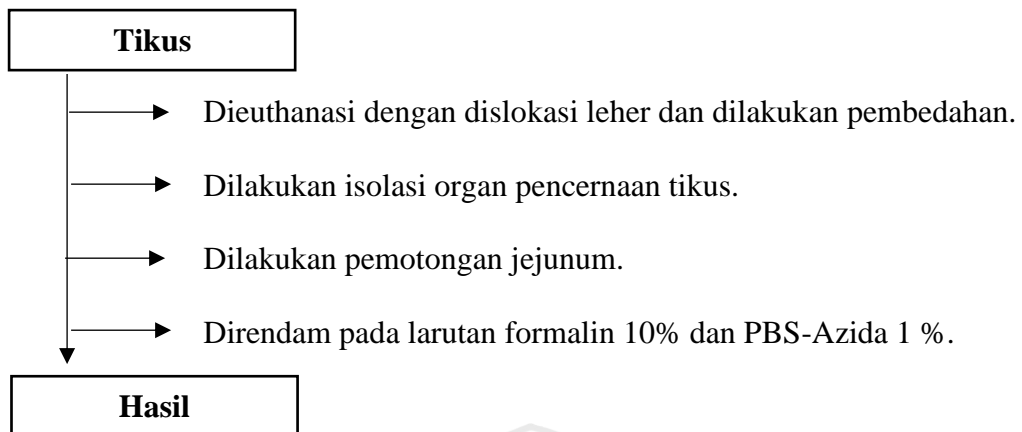 Tikus
Dieuthanasi dengan dislokasi leher dan dilakukan pembedahan.
Dilakukan isolasi organ pencernaan tikus.
Dilakukan pemotongan jejunum.
Direndam pada larutan formalin 10% dan PBS-Azida 1 %.
Hasil